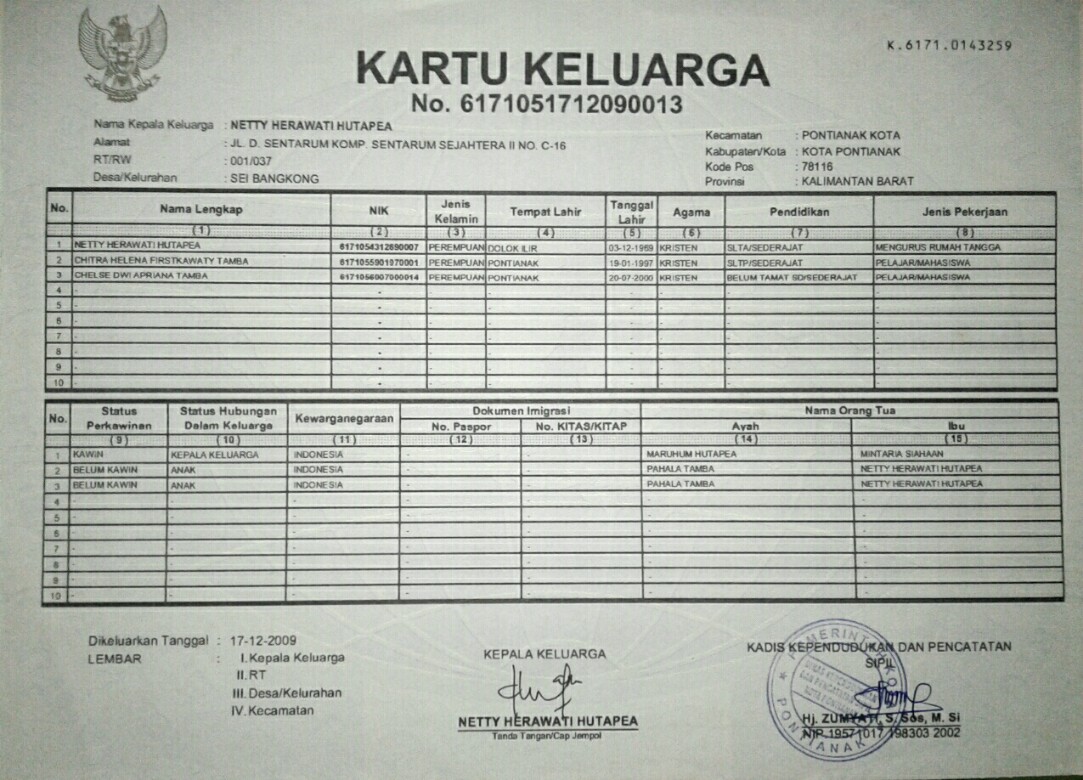 K.6171.0143259
KARTU KELUARGA
No. 6171051712090013
Nama Kepala Keluarga : NETTY HERAWATI HUTAPEA
Alamat : JL. D. SENTARUM KOMP. SENTARUM SEJAHTERA II NO. C-16
RT/RW : 001/037
Desa/Kelurahan : SEI BANGKONG
Kecamatan : PONTIANAK KOTA
Kabupaten/Kota : KOTA PONTIANAK
Kode Pos : 78116
Provinsi : KALIMANTAN BARAT
No. Nama Lengkap NIK Jenis Kelamin Tempat Lahir Tanggal Lahir Agama Pendidikan Jenis Pekerjaan
(1) (2) (3) (4) (5) (6) (7) (8)
1 NETTY HERAWATI HUTAPEA 6171054312690007 PEREMPUAN DOLOK ILIR 03-12-1969 KRISTEN SLTA/SEDERAJAT MENGURUS RUMAH TANGGA
2 CHITRA HELENA FIRSTKAWATY TAMBA 6171055901970001 PEREMPUAN PONTIANAK 19-01-1997 KRISTEN SLTP/SEDERAJAT PELAJAR/MAHASISWA
3 CHELSE DWI APRIANA TAMBA 6171056007000014 PEREMPUAN PONTIANAK 20-07-2000 KRISTEN BELUM TAMAT SD/SEDERAJAT PELAJAR/MAHASISWA
4 - - - - - - - -
5 - - - - - - - -
6 - - - - - - - -
7 - - - - - - - -
8 - - - - - - - -
9 - - - - - - - -
10 - - - - - - - -
No. Status Perkawinan Status Hubungan Dalam Keluarga Kewarganegaraan Dokumen Imigrasi Nama Orang Tua
No. Paspor No. KITAS/KITAP Ayah Ibu
(9) (10) (11) (12) (13) (14) (15)
1 KAWIN KEPALA KELUARGA INDONESIA - - MARUHUM HUTAPEA MINTARIA SIAHAAN
2 BELUM KAWIN ANAK INDONESIA - - PAHALA TAMBA NETTY HERAWATI HUTAPEA
3 BELUM KAWIN ANAK INDONESIA - - PAHALA TAMBA NETTY HERAWATI HUTAPEA
4 - - - - - - -
5 - - - - - - -
6 - - - - - - -
7 - - - - - - -
8 - - - - - - -
9 - - - - - - -
10 - - - - - - -
Dikeluarkan Tanggal : 17-12-2009
LEMBAR : I. Kepala Keluarga
II. RT
III. Desa/Kelurahan
IV. Kecamatan
KEPALA KELUARGA
NETTY HERAWATI HUTAPEA
Tanda Tangan/Cap Jempol
KADIS KEPENDUDUKAN DAN PENCATATAN
SIPIL
Hj. ZUMYATI, S. Sos, M. Si
NIP. 19571017 198303 2002
PEMERINTAH KOTA
PONTIANAK